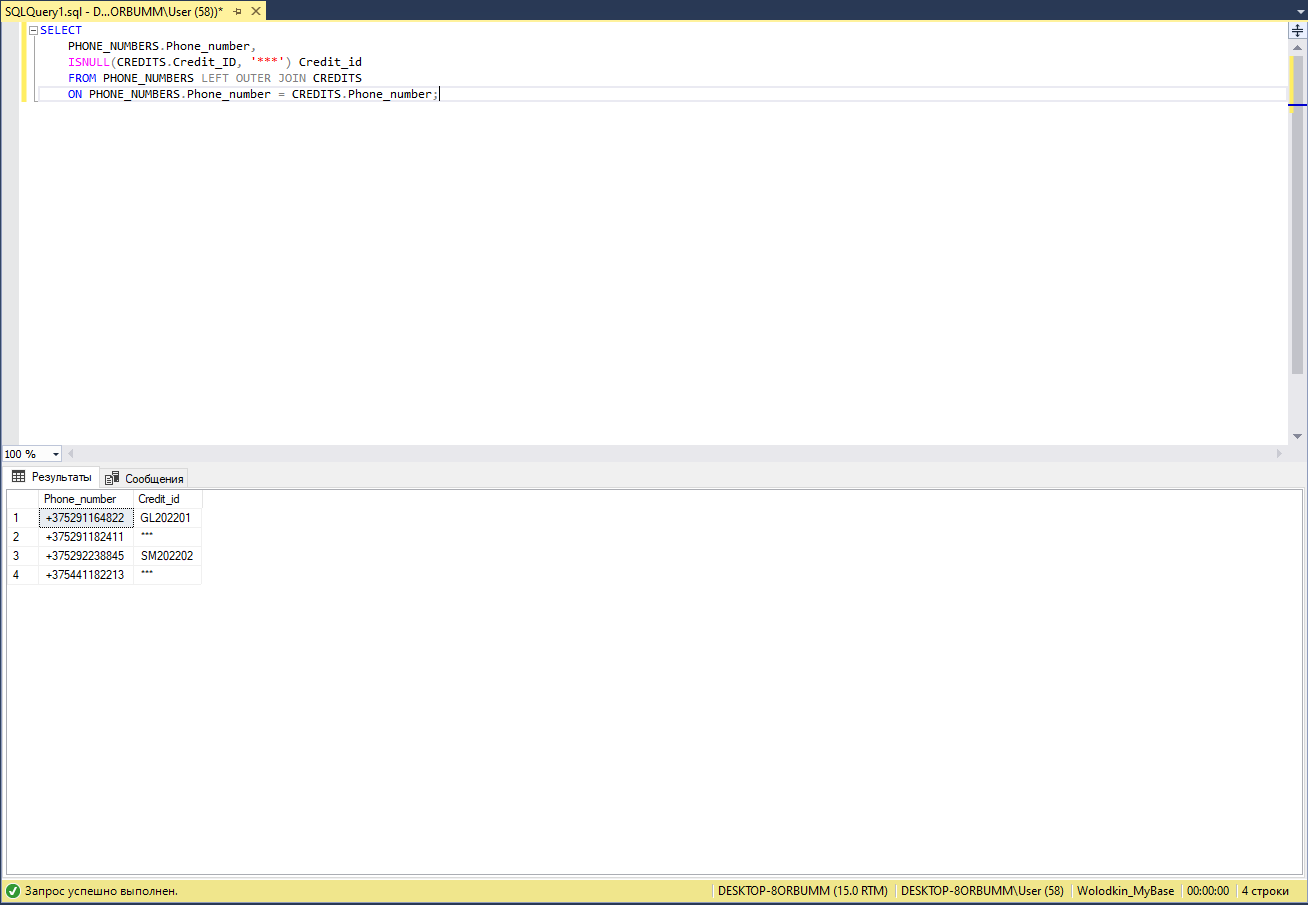 SQLQuery1.sql - D...ORBUMM\User (58))*
SELECT
PHONE_NUMBERS.Phone_number,
ISNULL(CREDITS.Credit_ID, '***') Credit_id
FROM PHONE_NUMBERS LEFT OUTER JOIN CREDITS
ON PHONE_NUMBERS.Phone_number = CREDITS.Phone_number;
100 %
Результаты Сообщения
Phone_number Credit_id
1 +375291164822 GL202201
2 +375291182411 ***
3 +375292238845 SM202202
4 +375441182213 ***
Запрос успешно выполнен. DESKTOP-8ORBUMM (15.0 RTM) DESKTOP-8ORBUMM\User (58) Wolodkin_MyBase 00:00:00 4 строки